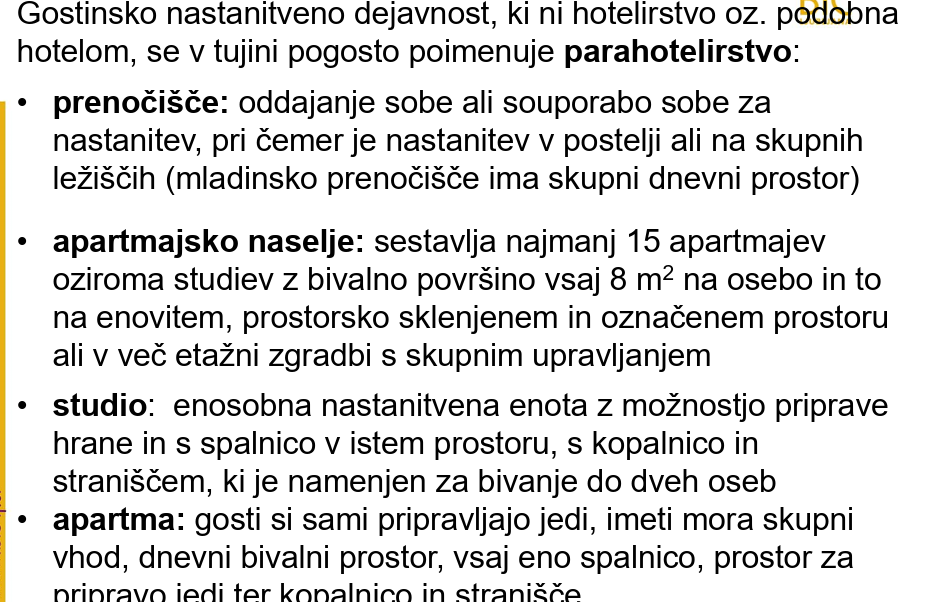 Gostinsko nastanitveno dejavnost, ki ni hotelirstvo oz. podobna
hotelom, se v tujini pogosto poimenuje parahotelirstvo:
• prenočišče: oddajanje sobe ali souporabo sobe za
nastanitev, pri čemer je nastanitev v postelji ali na skupnih
ležiščih (mladinsko prenočišče ima skupni dnevni prostor)
• apartmajsko naselje: sestavlja najmanj 15 apartmajev
oziroma studiev z bivalno površino vsaj 8 m² na osebo in to
na enovitem, prostorsko sklenjenem in označenem prostoru
ali v več etažni zgradbi s skupnim upravljanjem
• studio:  enosobna nastanitvena enota z možnostjo priprave
hrane in s spalnico v istem prostoru, s kopalnico in
straniščem, ki je namenjen za bivanje do dveh oseb
• apartma: gosti si sami pripravljajo jedi, imeti mora skupni
vhod, dnevni bivalni prostor, vsaj eno spalnico, prostor za
pripravo jedi ter kopalnico in stranišče